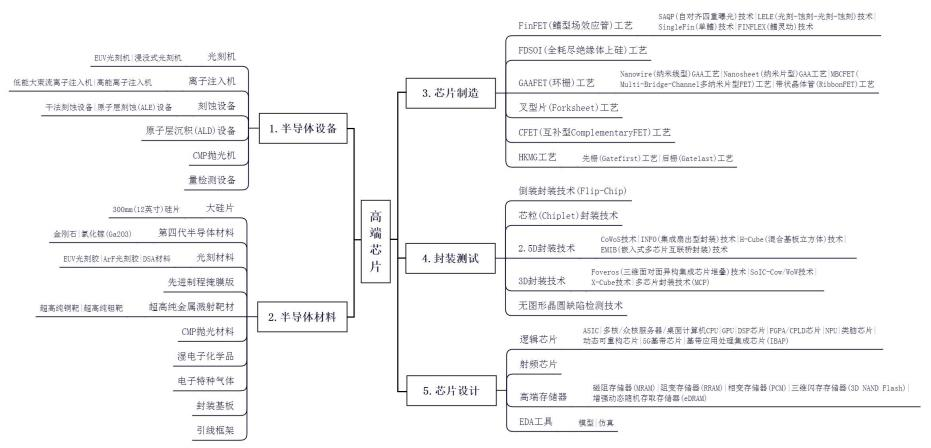 高端芯片
1.半导体设备
光刻机
EUV光刻机|浸没式光刻机
离子注入机
低能大束流离子注入机|高能离子注入机
刻蚀设备
干法刻蚀设备|原子层刻蚀(ALE)设备
原子层沉积(ALD)设备
CMP抛光机
量检测设备
2.半导体材料
大硅片
300mm(12英寸)硅片
第四代半导体材料
金刚石|氧化镓(Ga2O3)
光刻材料
EUV光刻胶|ArF光刻胶|DSA材料
先进制程掩膜版
超高纯金属溅射靶材
超高纯铜靶|超高纯钽靶
CMP抛光材料
湿电子化学品
电子特种气体
封装基板
引线框架
3.芯片制造
FinFET(鳍型场效应管)工艺
SAQP(自对齐四重曝光)技术|LELE(光刻-蚀刻-光刻-蚀刻)技术|
SingleFin(单鳍)技术|FINFLEX(鳍灵动)技术
FDSOI(全耗尽绝缘体上硅)工艺
GAAFET(环栅)工艺
Nanowire(纳米线型)GAA工艺|Nanosheet(纳米片型)GAA工艺|MBCFET(
Multi-Bridge-Channel多纳米片型FET)工艺|带状晶体管(RibbonFET)工艺
叉型片(Forksheet)工艺
CFET(互补型ComplementaryFET)工艺
HKMG工艺
先栅(Gatefirst)工艺|后栅(Gatelast)工艺
4.封装测试
倒装封装技术(Flip-Chip)
芯粒(Chiplet)封装技术
2.5D封装技术
CoWoS技术|INFO(集成扇出型封装)技术|H-Cube(混合基板立方体)技术|
EMIB(嵌入式多芯片互联桥封装)技术
3D封装技术
Foveros(三维面对面异构集成芯片堆叠)技术|SoIC-Cow/WoW技术|
X-Cube技术|多芯片封装技术(MCP)
无图形晶圆缺陷检测技术
5.芯片设计
逻辑芯片
ASIC|多核/众核服务器/桌面计算机CPU|GPU|DSP芯片|FGPA/CPLD芯片|NPU|类脑芯片|
动态可重构芯片|5G基带芯片|基带应用处理集成芯片(IBAP)
射频芯片
高端存储器
磁阻存储器(MRAM)|阻变存储器(RRAM)|相变存储器(PCM)|三维闪存存储器(3D NAND Flash)|
增强动态随机存取存储器(eDRAM)
EDA工具
模型|仿真